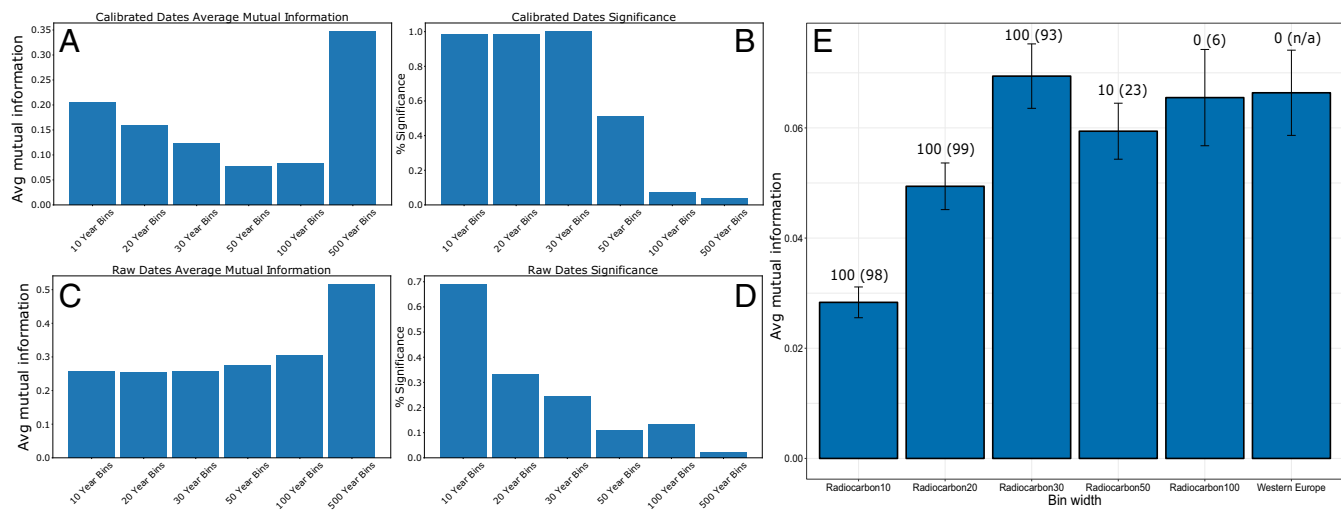 Calibrated Dates Average Mutual Information
A
Avg mutual information
0.35
0.30
0.25
0.20
0.15
0.10
0.05
0.00
10 Year Bins
20 Year Bins
30 Year Bins
50 Year Bins
100 Year Bins
500 Year Bins
Calibrated Dates Significance
B
% Significance
1.0
0.8
0.6
0.4
0.2
0.0
10 Year Bins
20 Year Bins
30 Year Bins
50 Year Bins
100 Year Bins
500 Year Bins
Raw Dates Average Mutual Information
C
Avg mutual information
0.5
0.4
0.3
0.2
0.1
0.0
10 Year Bins
20 Year Bins
30 Year Bins
50 Year Bins
100 Year Bins
500 Year Bins
Raw Dates Significance
D
% Significance
0.7
0.6
0.5
0.4
0.3
0.2
0.1
0.0
10 Year Bins
20 Year Bins
30 Year Bins
50 Year Bins
100 Year Bins
500 Year Bins
E
Avg mutual information
0.06
0.04
0.02
0.00
100 (98)
100 (99)
100 (93)
10 (23)
0 (6)
0 (n/a)
Radiocarbon10
Radiocarbon20
Radiocarbon30
Radiocarbon50
Radiocarbon100
Western Europe
Bin width